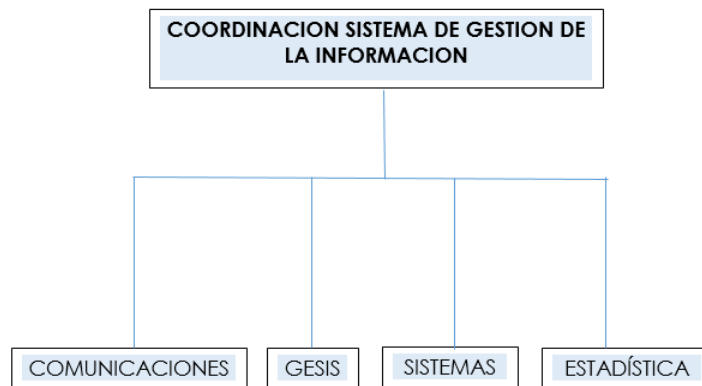 COORDINACION SISTEMA DE GESTION DE
LA INFORMACION
COMUNICACIONES
GESIS
SISTEMAS
ESTADÍSTICA